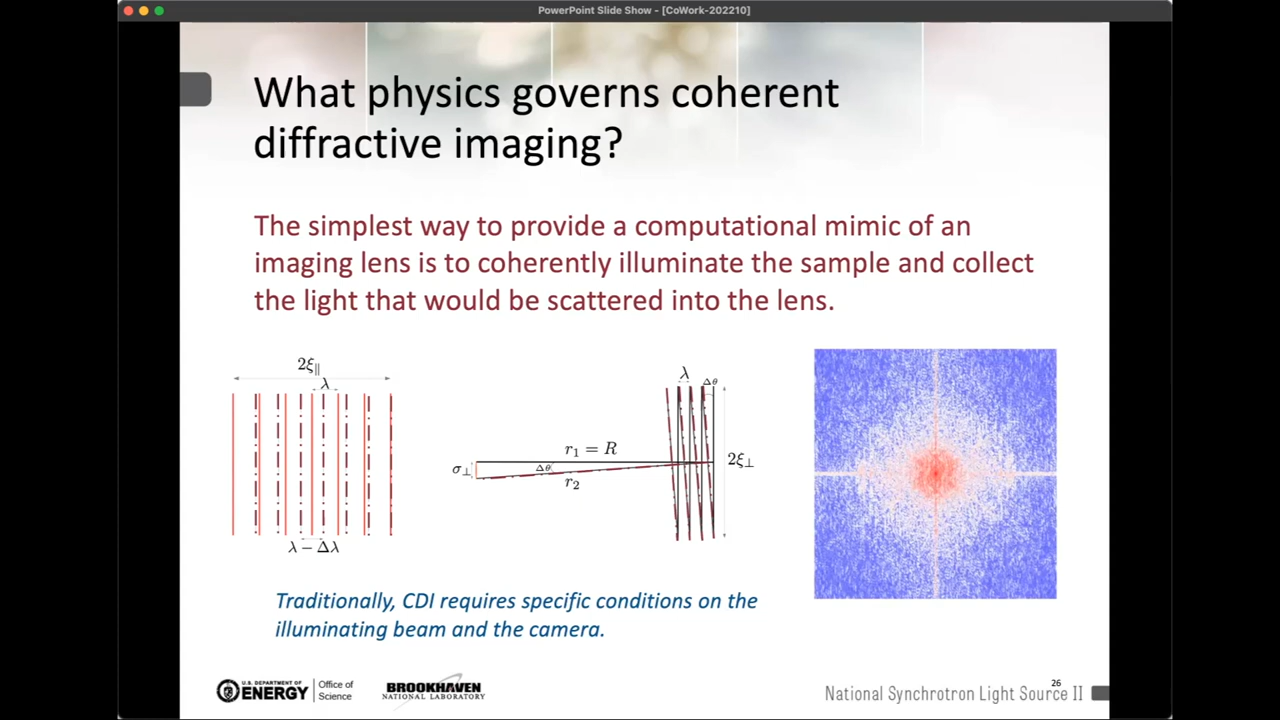 PowerPoint Slide Show - [CoWork-202210]
What physics governs coherent
diffractive imaging?
The simplest way to provide a computational mimic of an
imaging lens is to coherently illuminate the sample and collect
the light that would be scattered into the lens.
2ξ∥
λ
λ − Δλ
σ⊥
r₁ = R
Δθ
r₂
λ
Δθ
2ξ⊥
Traditionally, CDI requires specific conditions on the
illuminating beam and the camera.
U.S. DEPARTMENT OF
ENERGY
Office of
Science
BROOKHAVEN
NATIONAL LABORATORY
26
National Synchrotron Light Source II